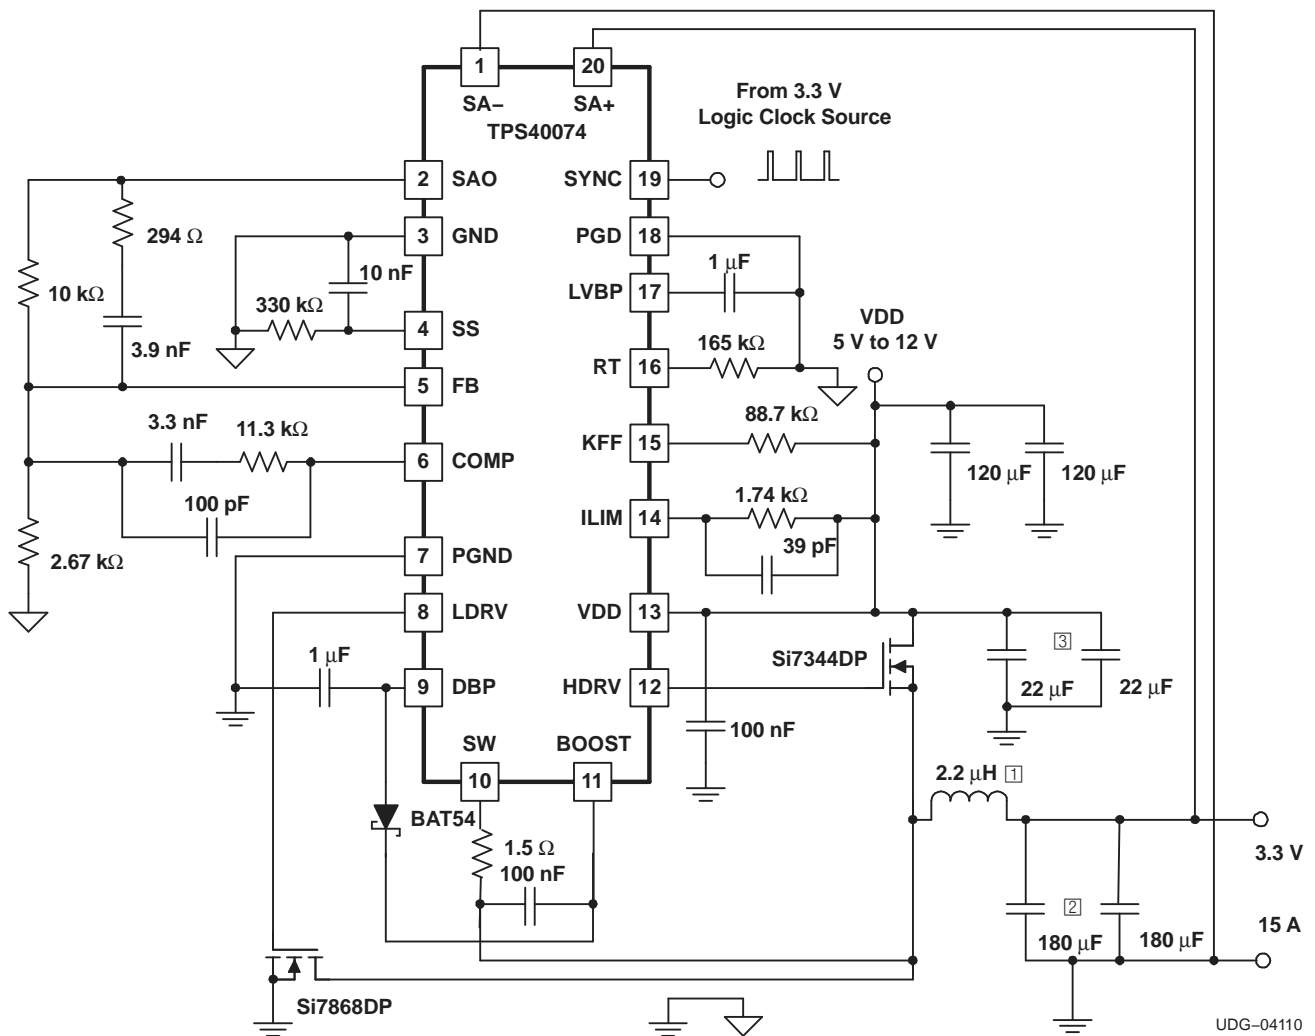 1
20
SA–
SA+
TPS40074
From 3.3 V
Logic Clock Source
2
SAO
SYNC
19
294 Ω
3
GND
PGD
18
10 nF
1 μF
10 kΩ
LVBP
17
330 kΩ
4
SS
VDD
5 V to 12 V
3.9 nF
165 kΩ
RT
16
5
FB
88.7 kΩ
3.3 nF
11.3 kΩ
KFF
15
6
COMP
120 μF
120 μF
100 pF
1.74 kΩ
ILIM
14
39 pF
2.67 kΩ
7
PGND
8
LDRV
VDD
13
1 μF
Si7344DP
3
9
DBP
HDRV
12
22 μF
22 μF
100 nF
SW
BOOST
10
11
2.2 μH
1
BAT54
1.5 Ω
100 nF
3.3 V
2
15 A
180 μF
180 μF
Si7868DP
UDG–04110